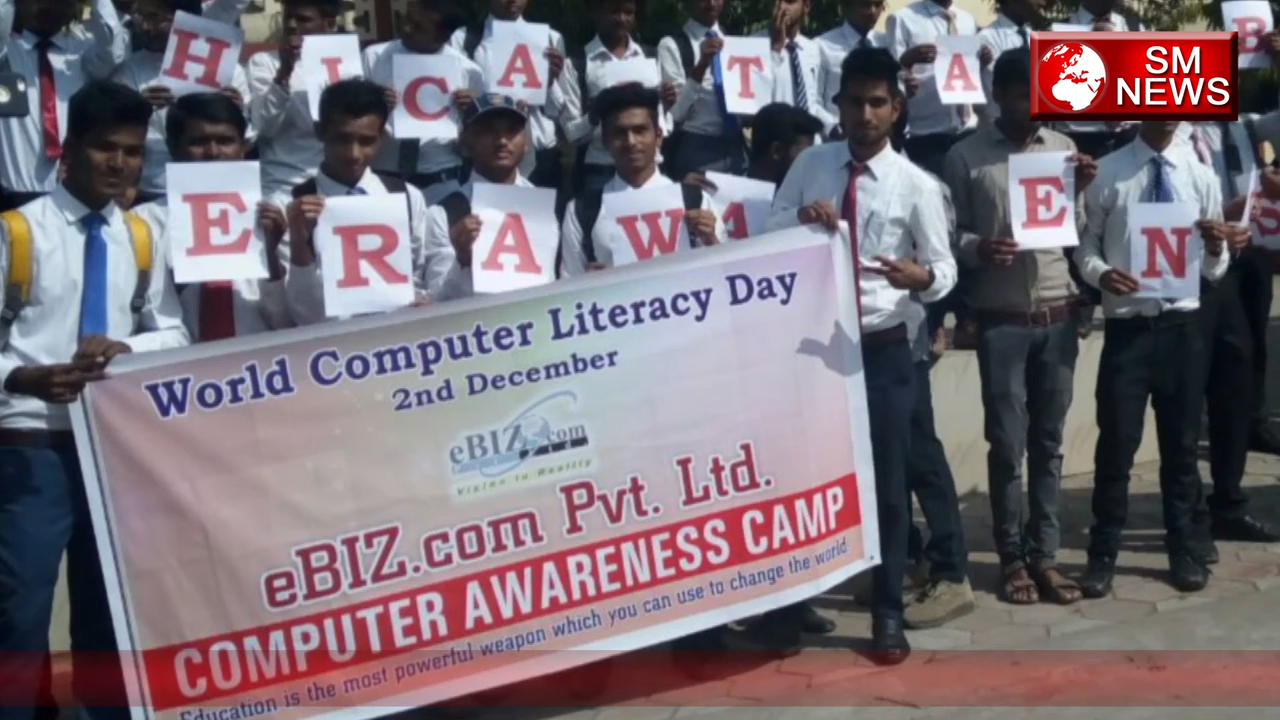 H I C A T A B
SM
NEWS
E R A W A E N S
World Computer Literacy Day
2nd December
eBIZ.com
Vision to Reality
eBIZ.com Pvt. Ltd.
COMPUTER AWARENESS CAMP
Education is the most powerful weapon which you can use to change the world